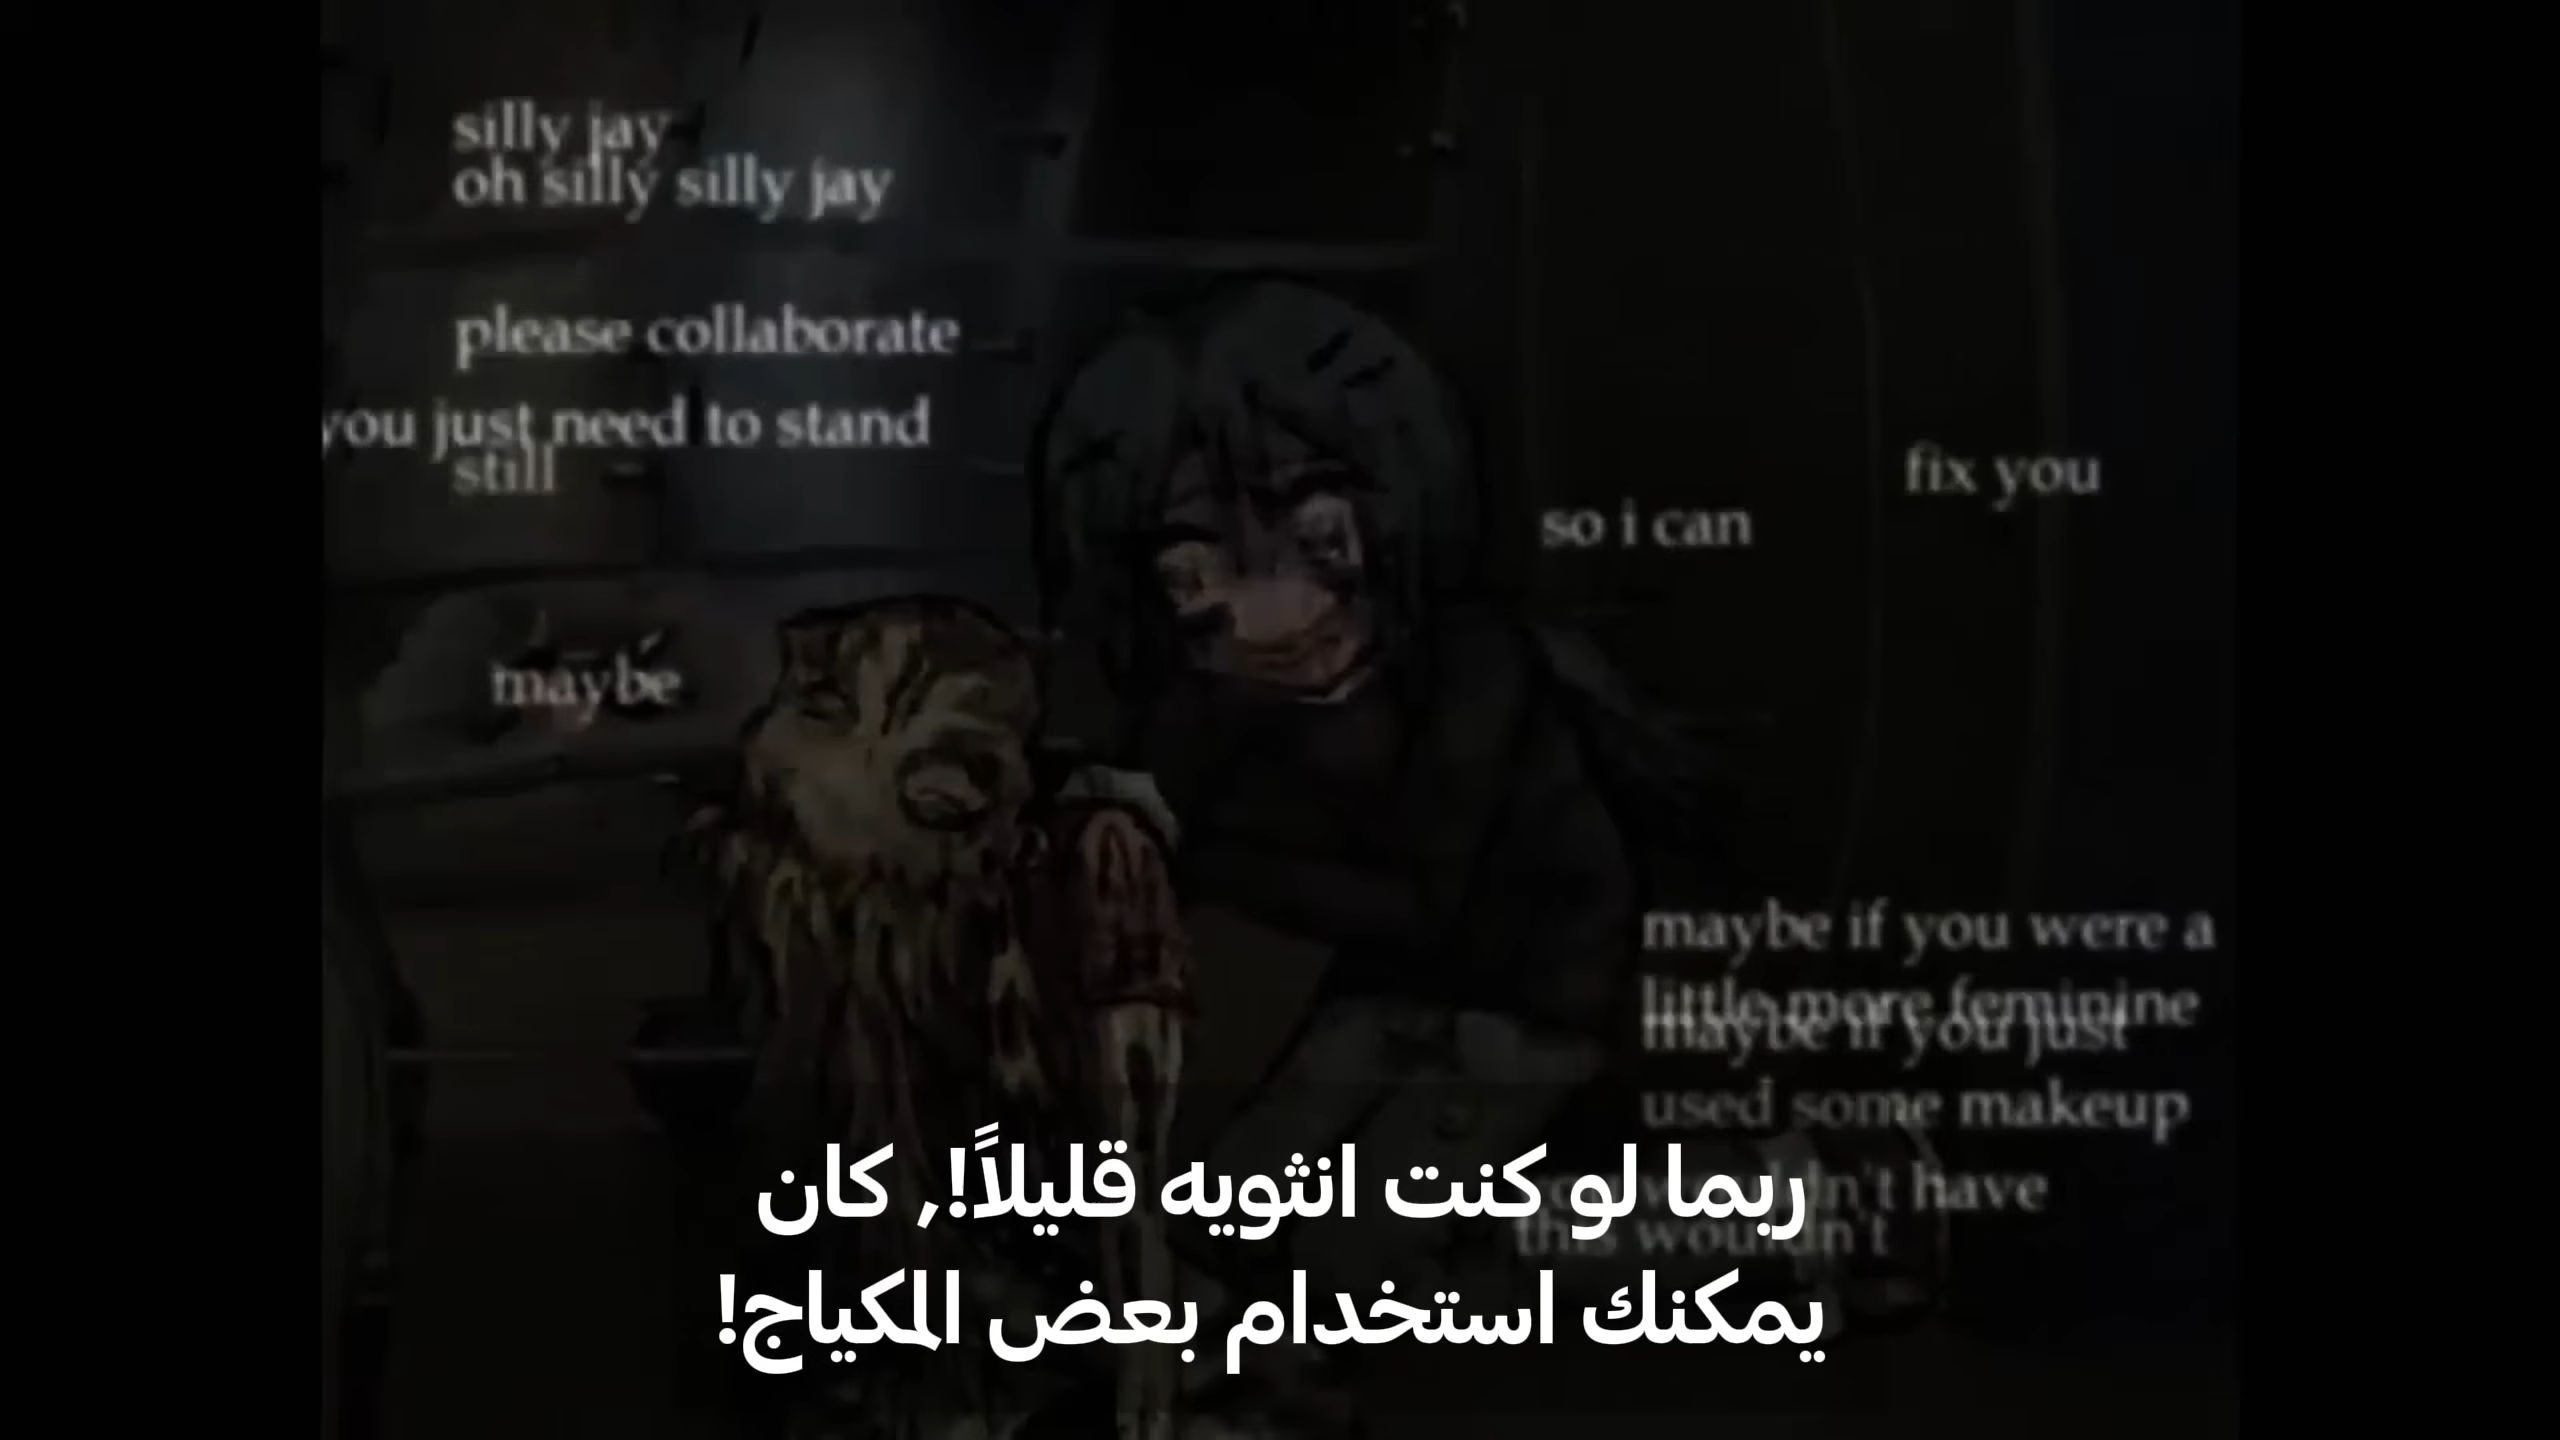 silly jay
oh silly silly jay
please collaborate
you just need to stand
still
so i can
fix you
maybe
maybe if you were a
little more feminine
maybe if you just
used some makeup
have
this wouldn't
ربما لو كنت انثويه قليلاً!, كان
يمكنك استخدام بعض المكياج!